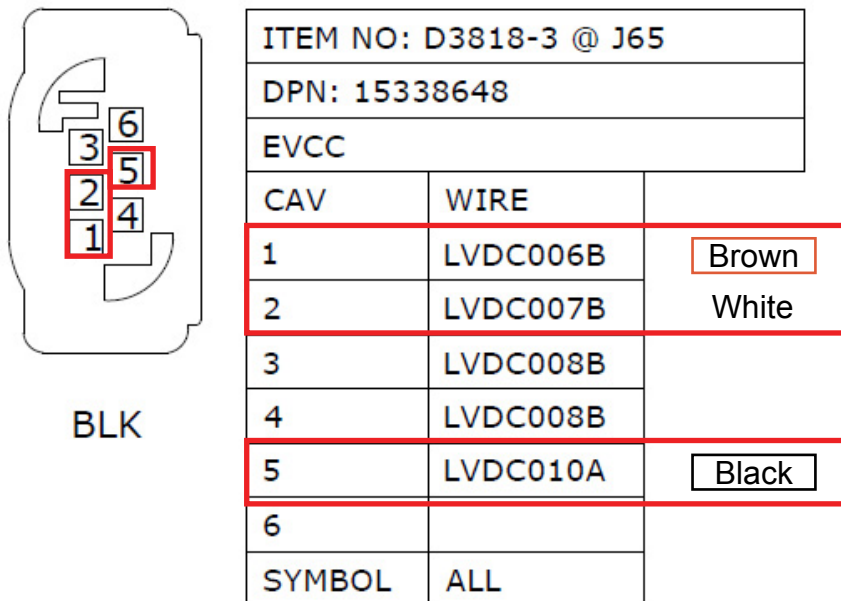 6
3
5
2
4
1
BLK
ITEM NO: D3818-3 @ J65
DPN: 15338648
EVCC
CAV WIRE
1 LVDC006B Brown
2 LVDC007B White
3 LVDC008B
4 LVDC008B
5 LVDC010A Black
6
SYMBOL ALL